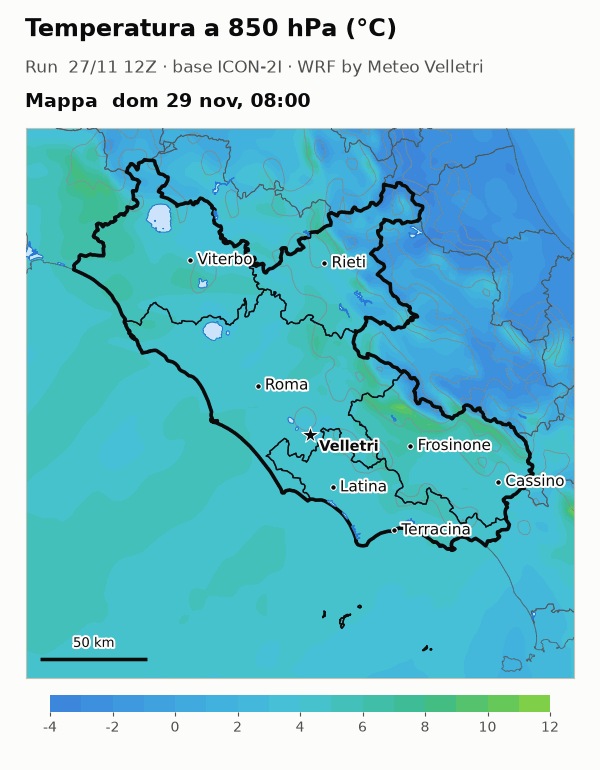 Temperatura a 850 hPa (°C)
Run  27/11 12Z · base ICON-2I · WRF by Meteo Velletri
Mappa  dom 29 nov, 08:00
Viterbo
Rieti
Roma
Velletri
Frosinone
Cassino
Latina
Terracina
50 km
-4 -2 0 2 4 6 8 10 12